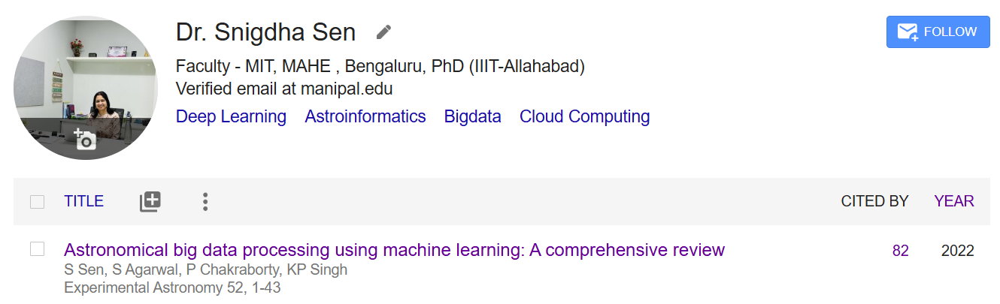 Dr. Snigdha Sen
FOLLOW
Faculty - MIT, MAHE , Bengaluru, PhD (IIIT-Allahabad)
Verified email at manipal.edu
Deep Learning Astroinformatics Bigdata Cloud Computing
TITLE CITED BY YEAR
Astronomical big data processing using machine learning: A comprehensive review 82 2022
S Sen, S Agarwal, P Chakraborty, KP Singh
Experimental Astronomy 52, 1-43